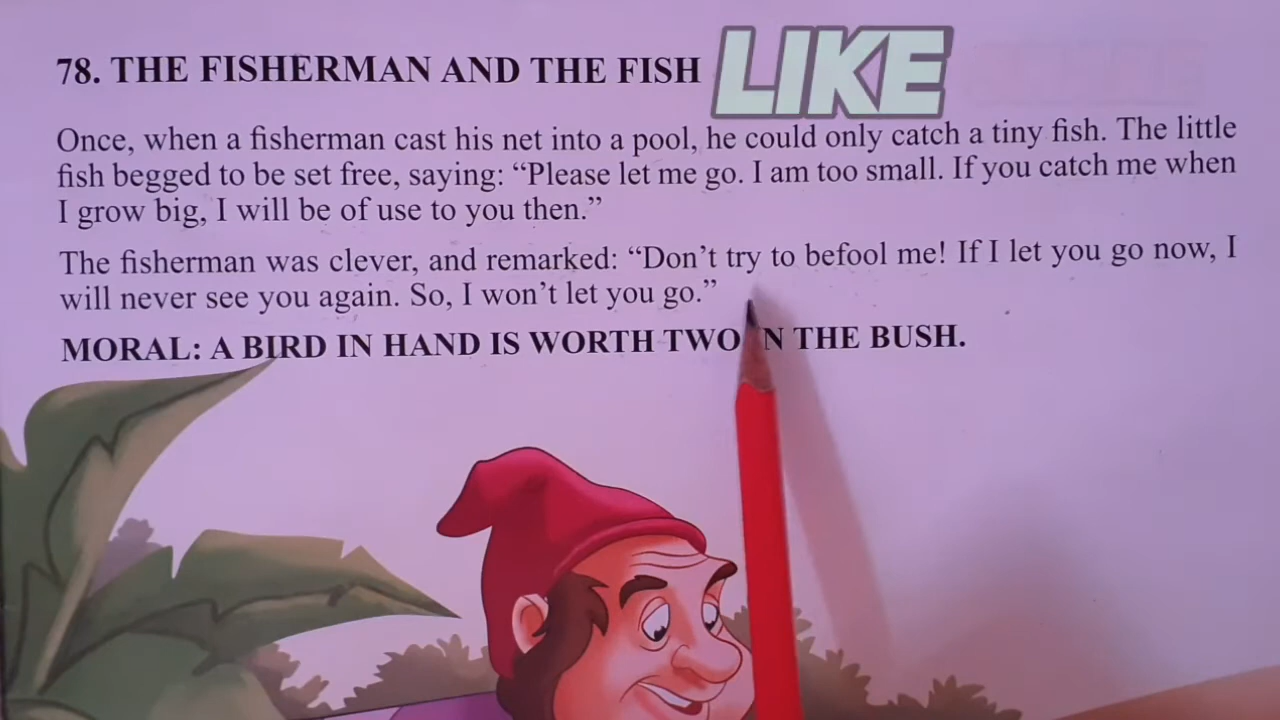 78. THE FISHERMAN AND THE FISH
LIKE
Once, when a fisherman cast his net into a pool, he could only catch a tiny fish. The little
fish begged to be set free, saying: “Please let me go. I am too small. If you catch me when
I grow big, I will be of use to you then.”
The fisherman was clever, and remarked: “Don’t try to befool me! If I let you go now, I
will never see you again. So, I won’t let you go.”
MORAL: A BIRD IN HAND IS WORTH TWO IN THE BUSH.